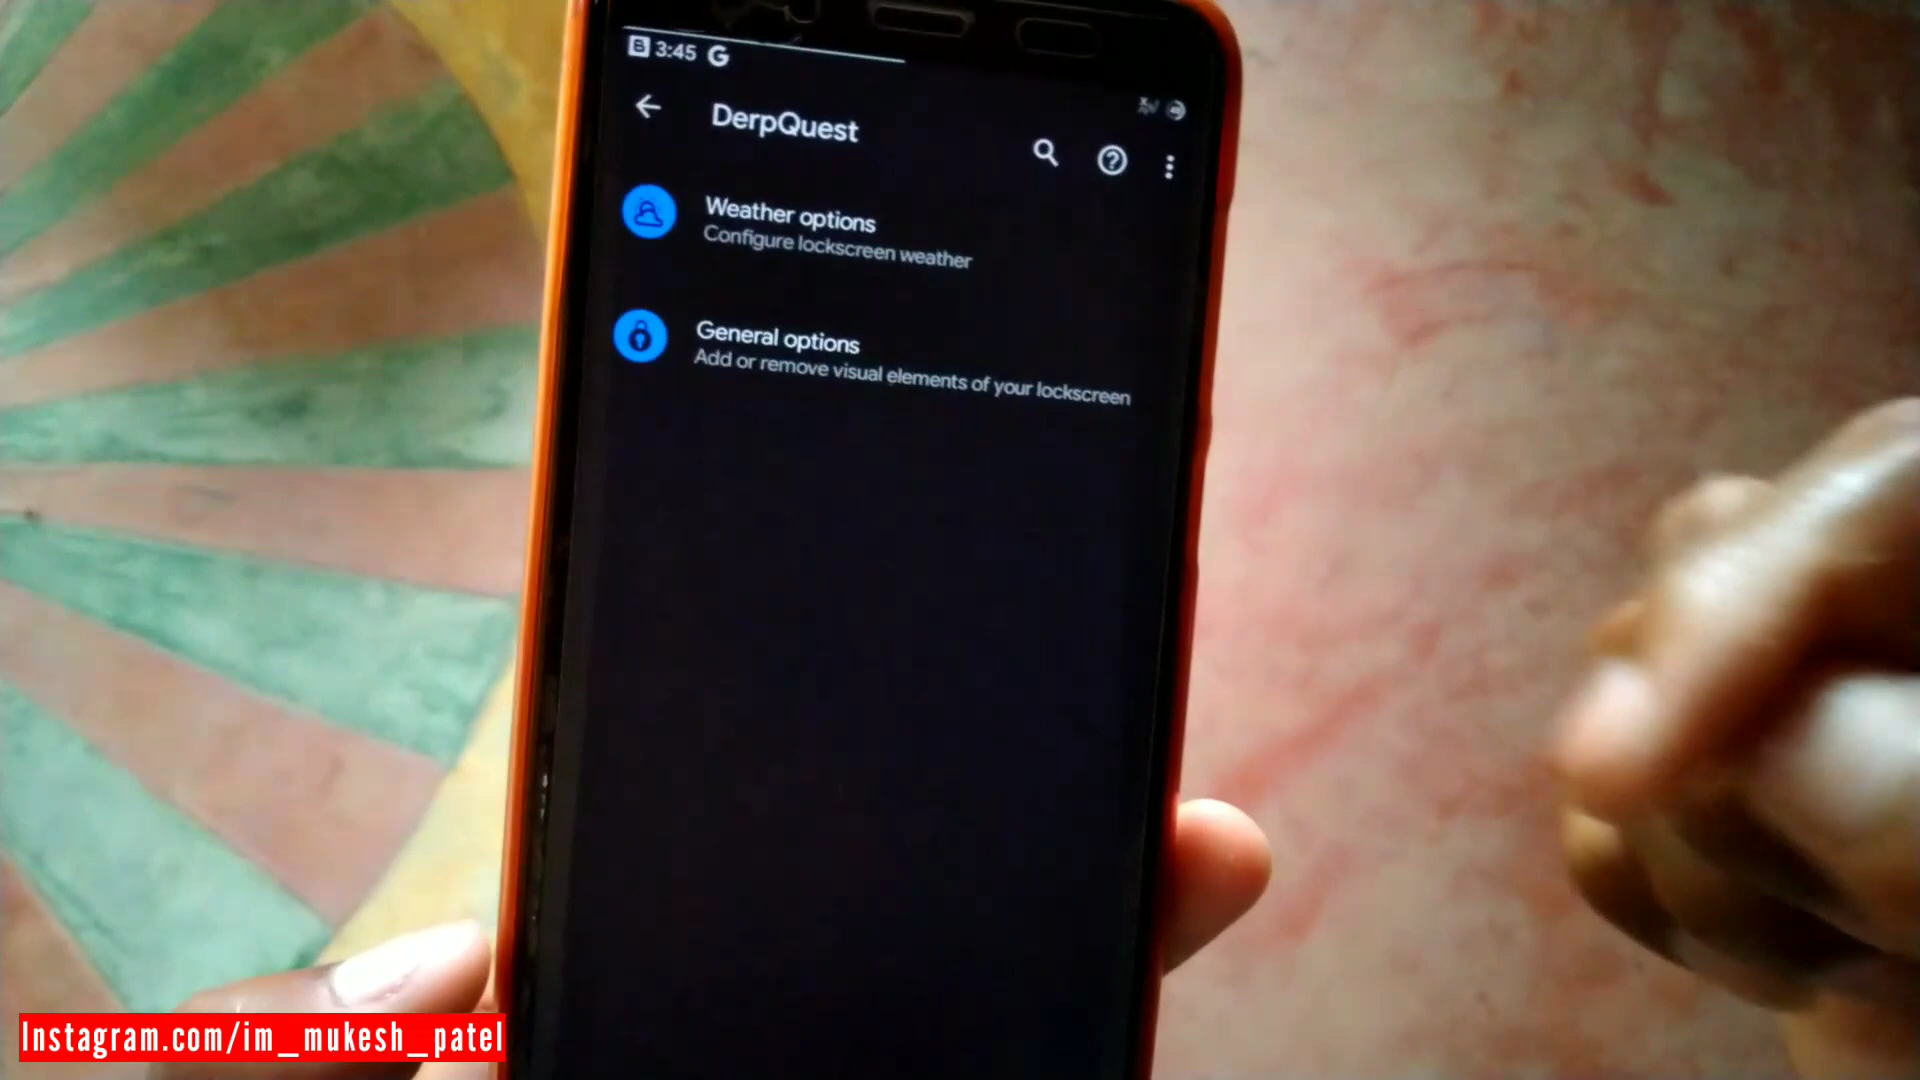 3:45
DerpQuest
Weather options
Configure lockscreen weather
General options
Add or remove visual elements of your lockscreen
Instagram.com/im_mukesh_patel